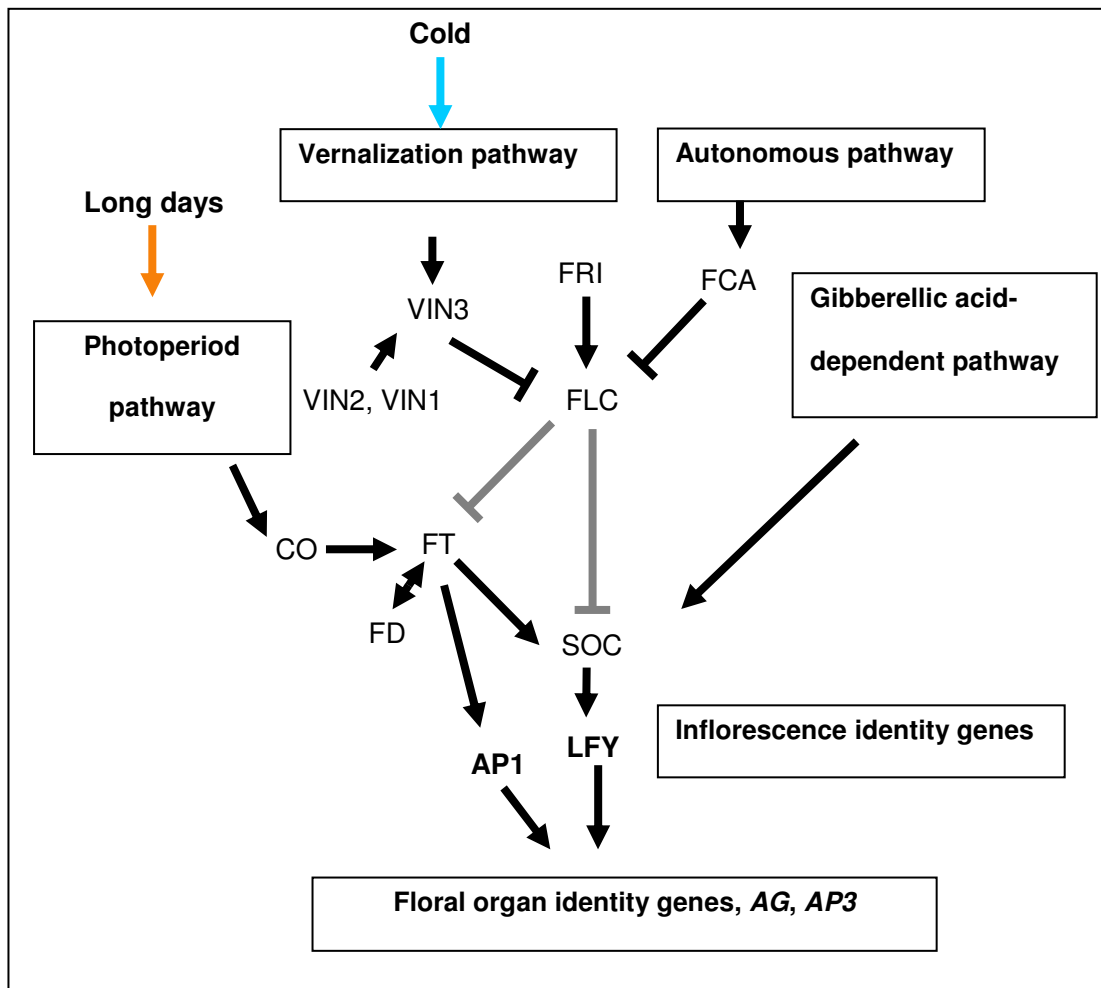 Cold
Vernalization pathway
Autonomous pathway
Long days
FRI
FCA
Gibberellic acid-
dependent pathway
VIN3
Photoperiod
pathway
VIN2, VIN1
FLC
CO
FT
FD
SOC
Inflorescence identity genes
LFY
AP1
Floral organ identity genes, AG, AP3